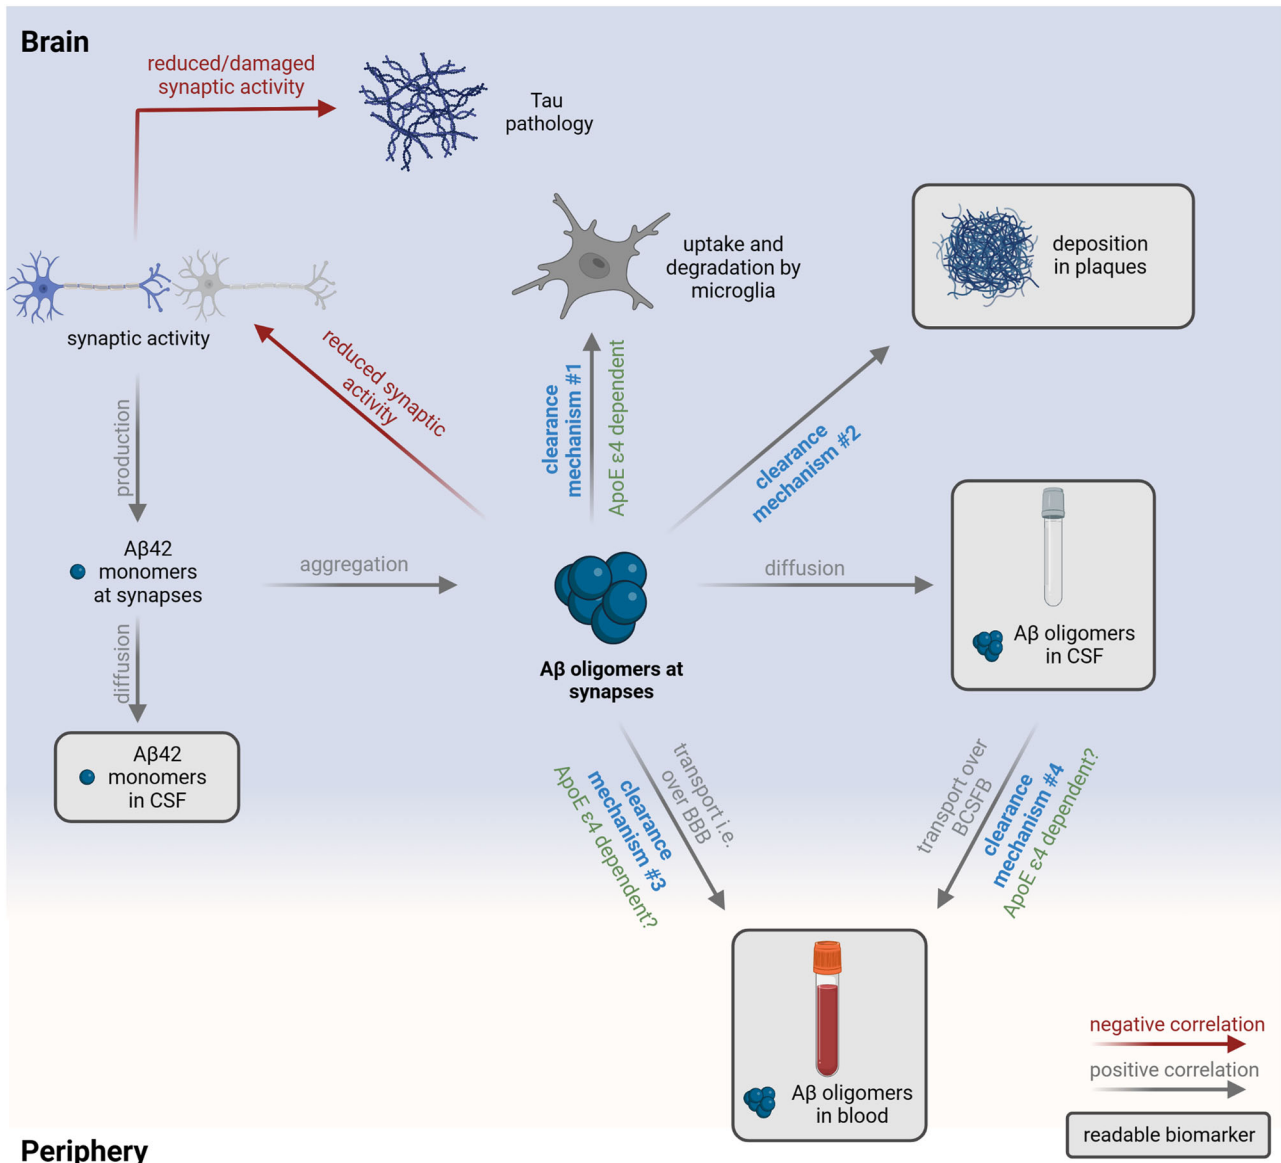 Brain
reduced/damaged
synaptic activity
Tau
pathology
uptake and
degradation by
microglia
deposition
in plaques
synaptic activity
reduced synaptic
activity
clearance
mechanism #1
ApoE ε4 dependent
clearance
mechanism #2
production
Aβ42
monomers
at synapses
aggregation
diffusion
Aβ oligomers at
synapses
Aβ oligomers
in CSF
diffusion
Aβ42
monomers
in CSF
transport i.e.
over BBB
clearance
mechanism #3
ApoE ε4 dependent?
transport over
BCSFB
clearance
mechanism #4
ApoE ε4 dependent?
Aβ oligomers
in blood
negative correlation
positive correlation
readable biomarker
Periphery